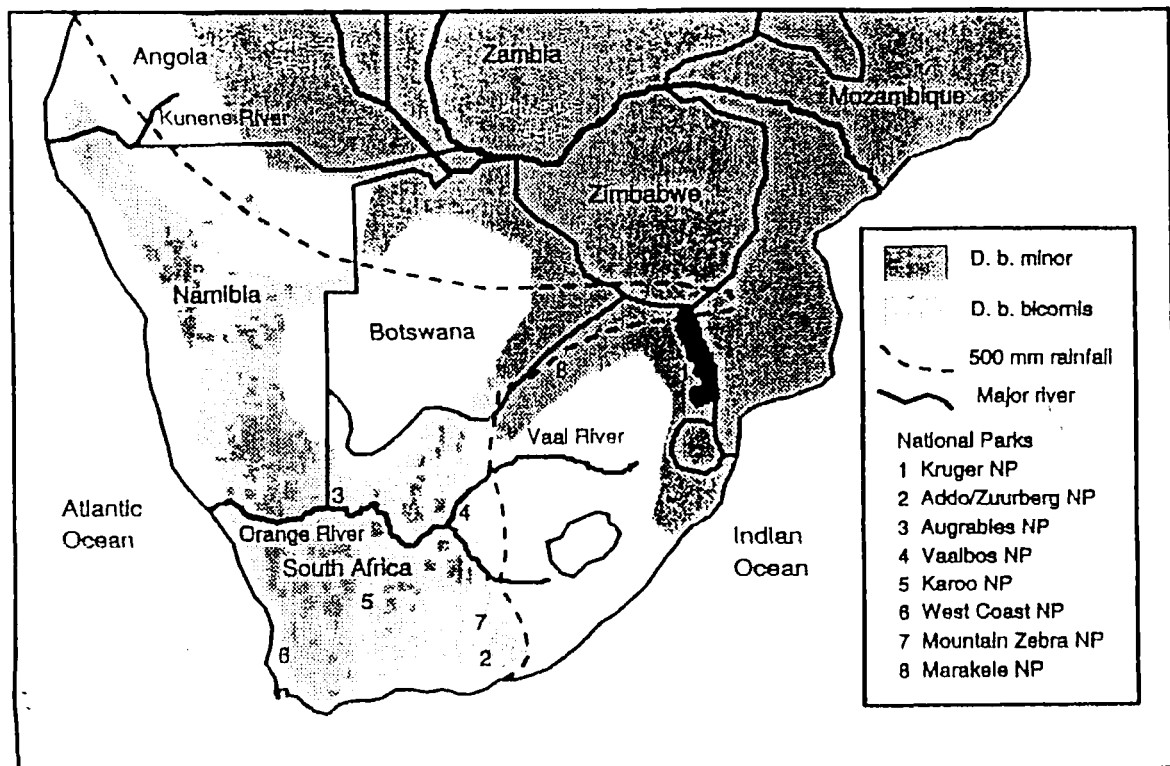 Angola
Zambia
Mozambique
Kunene River
Zimbabwe
Namibia
Botswana
8
1
Vaal River
3
4
Atlantic
Ocean
Orange River
South Africa
Indian
Ocean
5
7
6
2
D. b. minor
D. b. bicornis
500 mm rainfall
Major river
National Parks
1 Kruger NP
2 Addo/Zuurberg NP
3 Augrabies NP
4 Vaalbos NP
5 Karoo NP
6 West Coast NP
7 Mountain Zebra NP
8 Marakele NP